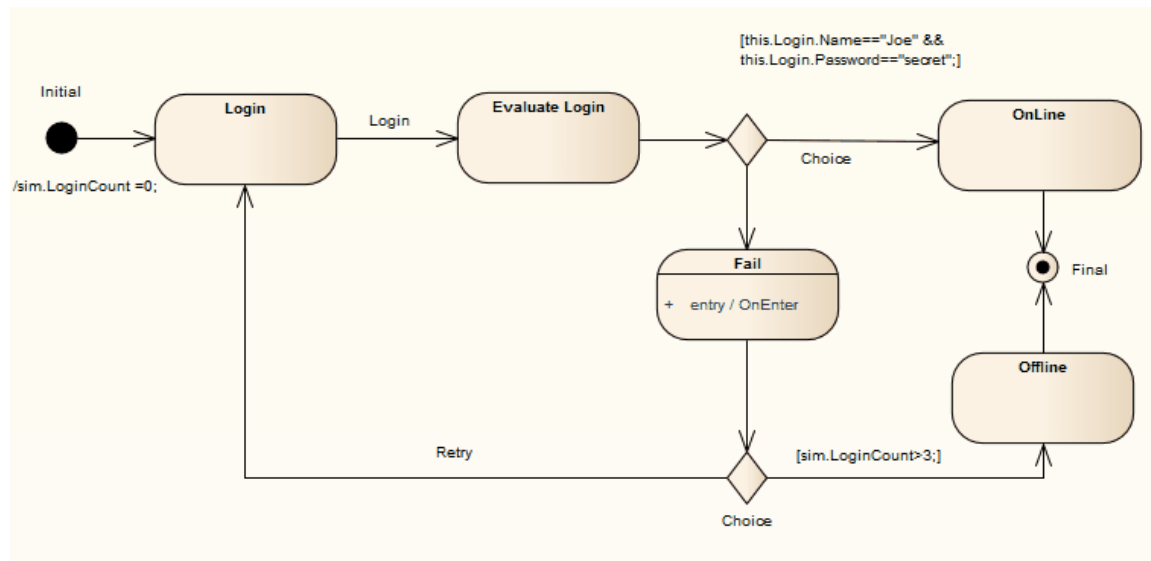 [this.Login.Name=="Joe" &&
this.Login.Password=="secret";]
Initial
Login
Login
Evaluate Login
OnLine
Choice
/sim.LoginCount =0;
Fail
+ entry / OnEnter
Final
Offline
Retry
[sim.LoginCount>3;]
Choice